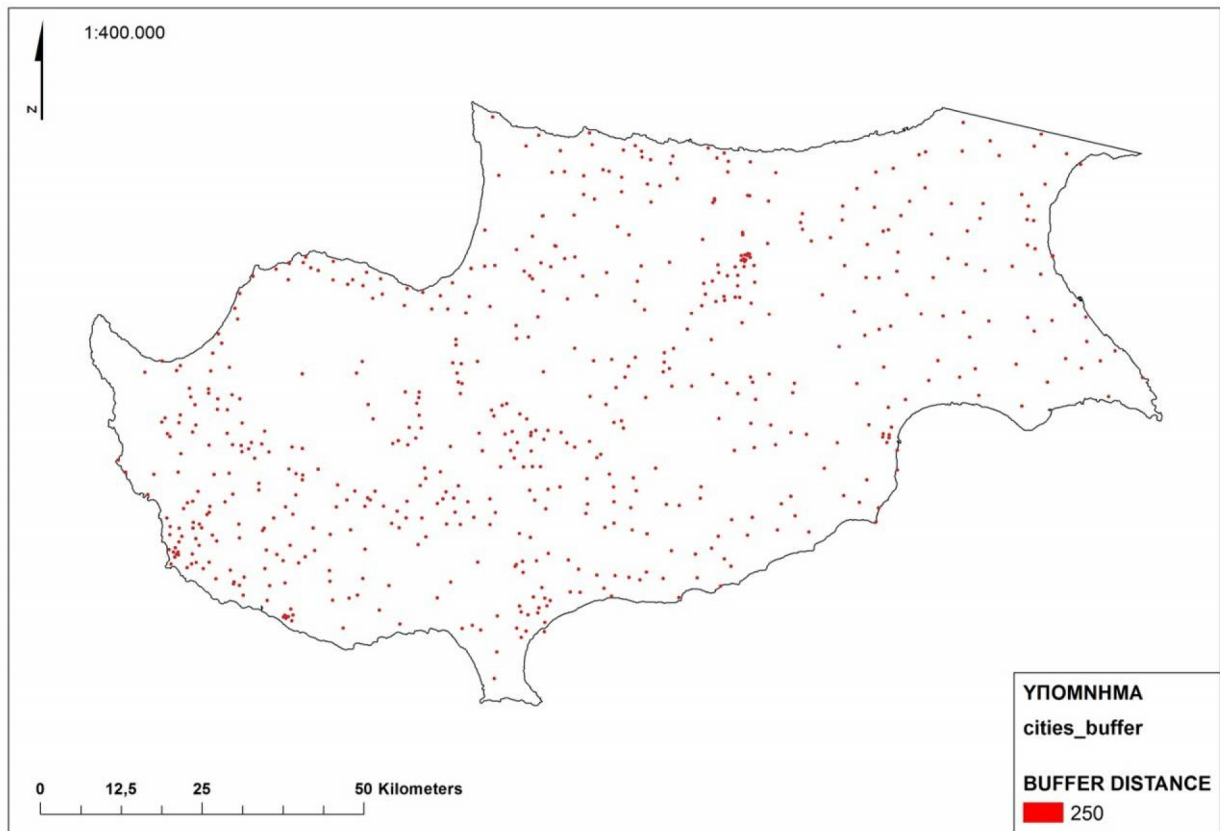 1:400.000
N
ΥΠΟΜΝΗΜΑ
cities_buffer
BUFFER DISTANCE
250
0 12,5 25 50 Kilometers